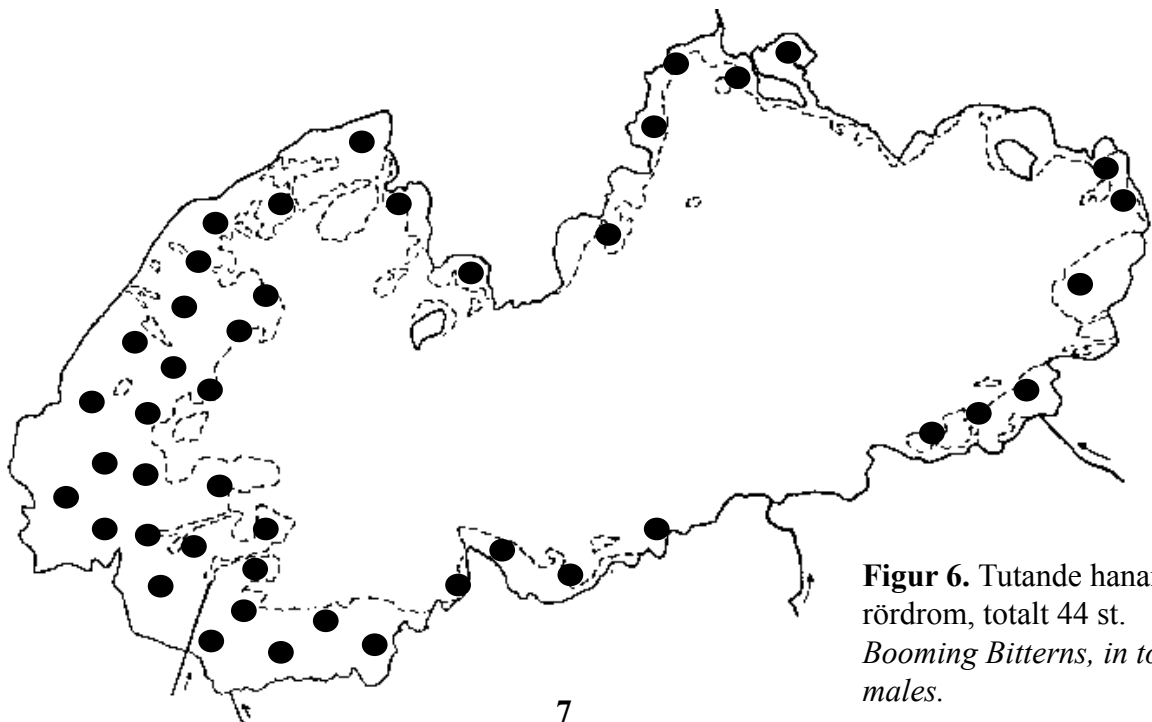 Figur 6. Tutande hanar
rördrom, totalt 44 st.
Booming Bitterns, in to
males.
7